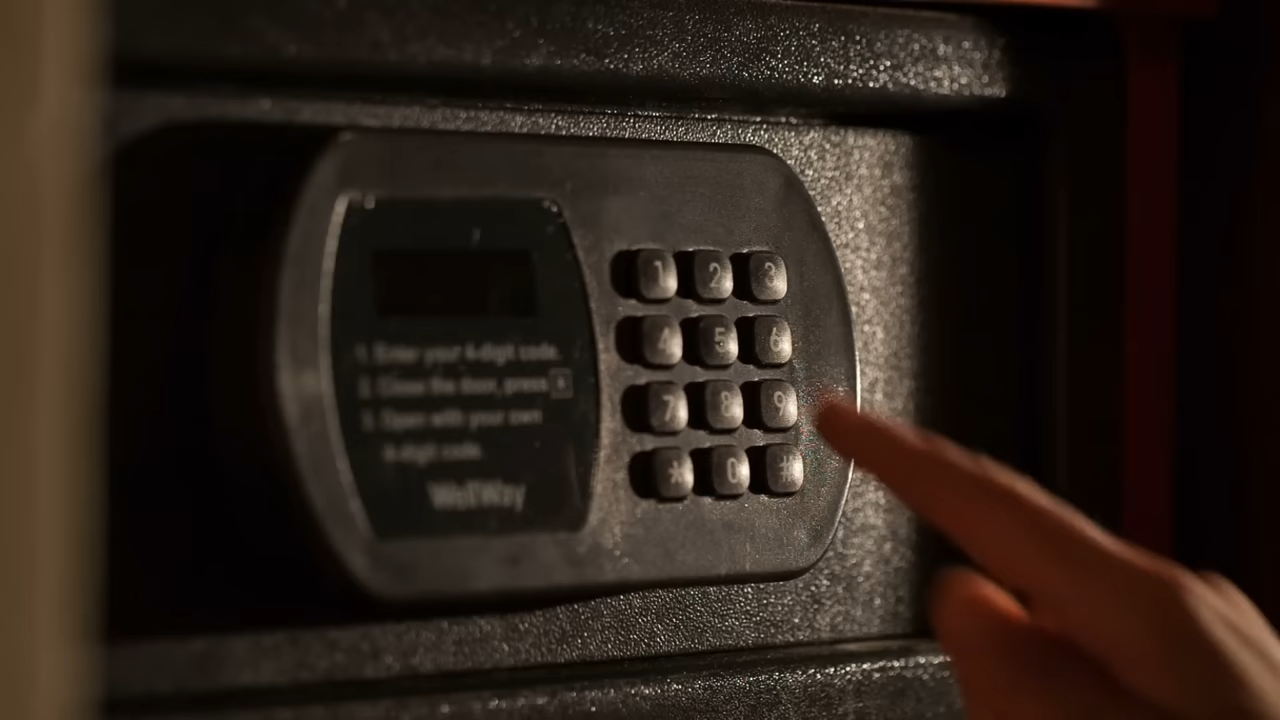 1. Enter your 4-digit code.
2. Close the door, press
3. Open with your own
4-digit code.
WallWay
1 2 3
4 5 6
7 8 9
* 0 #